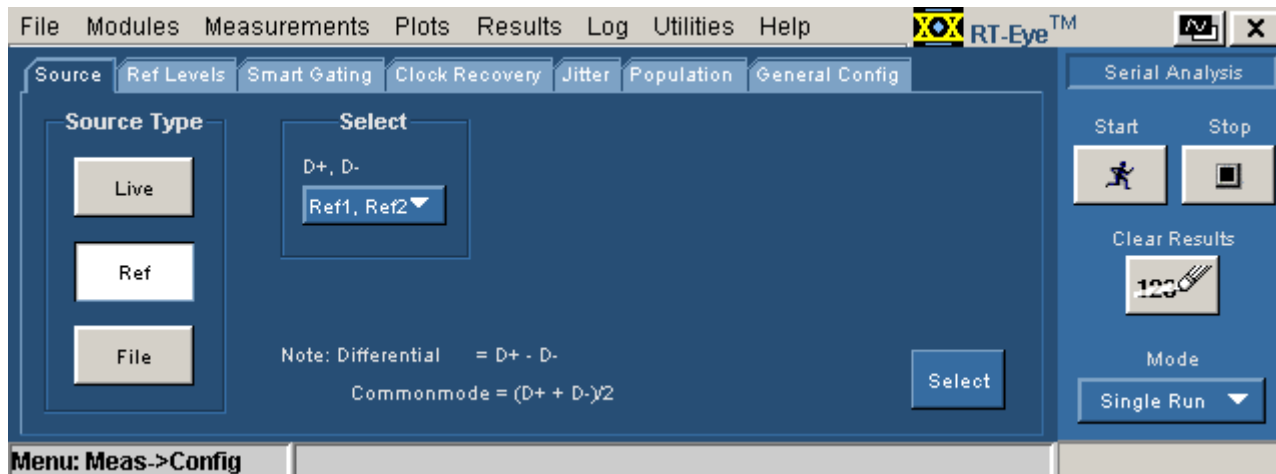 File Modules Measurements Plots Results Log Utilities Help RT-Eye™
Source Ref Levels Smart Gating Clock Recovery Jitter Population General Config
Serial Analysis
Source Type
Live
Ref
File
Select
D+, D-
Ref1, Ref2
Note: Differential = D+ - D-
Commonmode = (D+ + D-)/2
Select
Start Stop
Clear Results
123
Mode
Single Run
Menu: Meas->Config